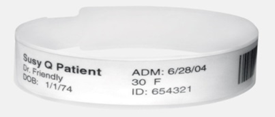 Susy Q Patient
Dr. Friendly
DOB: 1/1/74
ADM: 6/28/04
30 F
ID: 654321